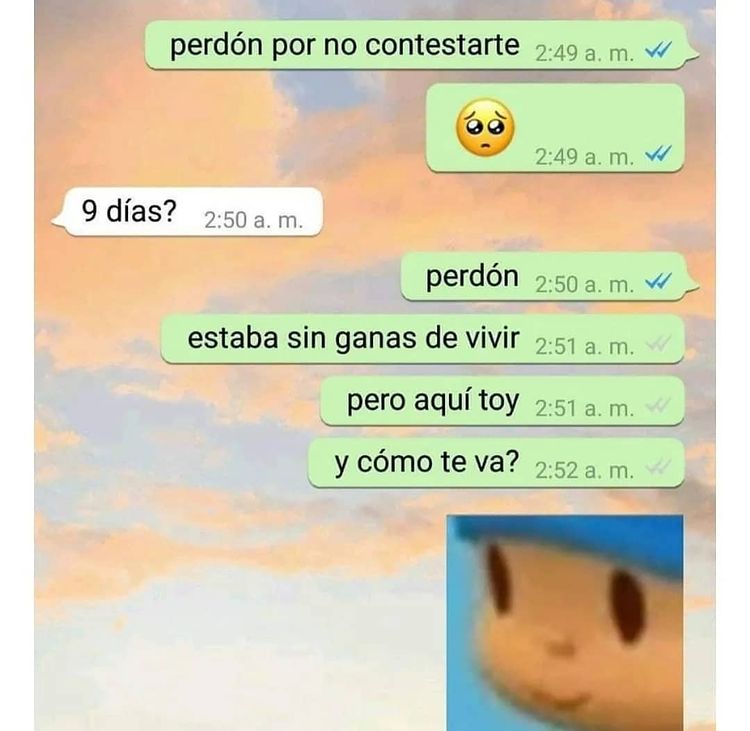 perdón por no contestarte 2:49 a. m.
🥺 2:49 a. m.
9 días? 2:50 a. m.
perdón 2:50 a. m.
estaba sin ganas de vivir 2:51 a. m.
pero aquí toy 2:51 a. m.
y cómo te va? 2:52 a. m.